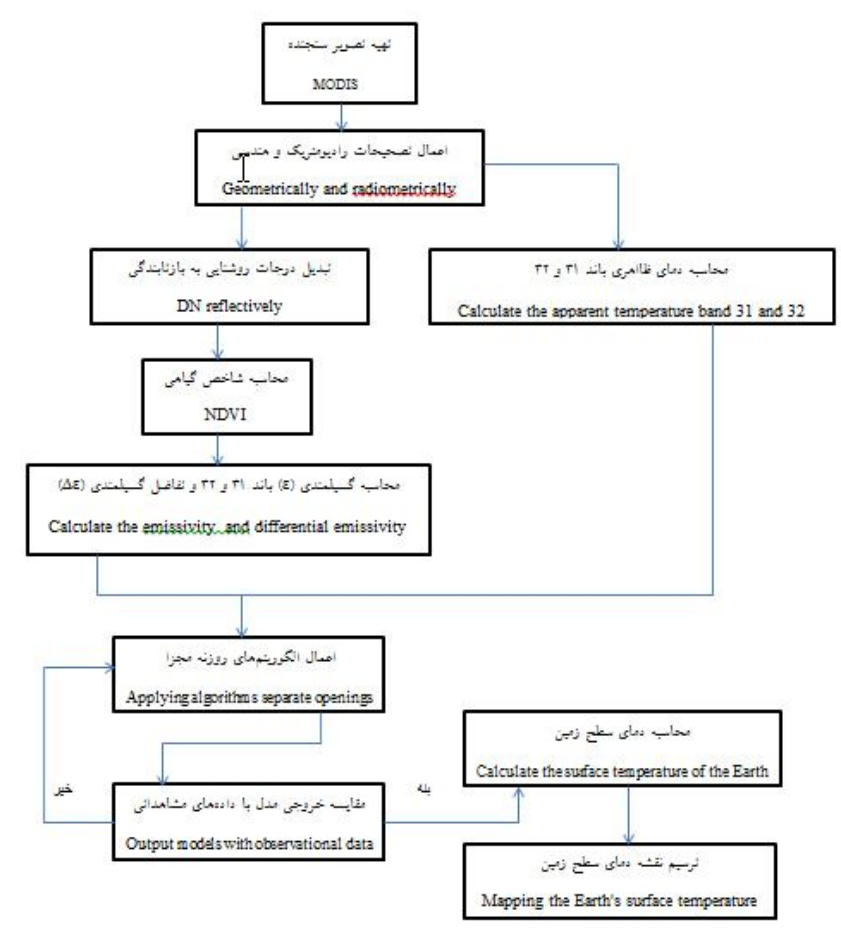 تهیه تصویر سنجنده
MODIS
اعمال تصحیحات رادیومتریک و هندسی
Geometrically and radiometrically
تبدیل درجات روشنایی به بازتابندگی
DN reflectively
محاسبه دمای ظاهری باند ۳۱ و ۳۲
Calculate the apparent temperature band 31 and 32
محاسبه شاخص گیاهی
NDVI
محاسبه گسیلمندی (ε) باند ۳۱ و ۳۲ و تفاضل گسیلمندی (Δε)
Calculate the emissivity and differential emissivity
اعمال الگوریتم‌های روزنه مجزا
Applying algorithms separate openings
محاسبه دمای سطح زمین
Calculate the surface temperature of the Earth
خیر
بله
مقایسه خروجی مدل با داده‌های مشاهداتی
Output models with observational data
ترسیم نقشه دمای سطح زمین
Mapping the Earth's surface temperature